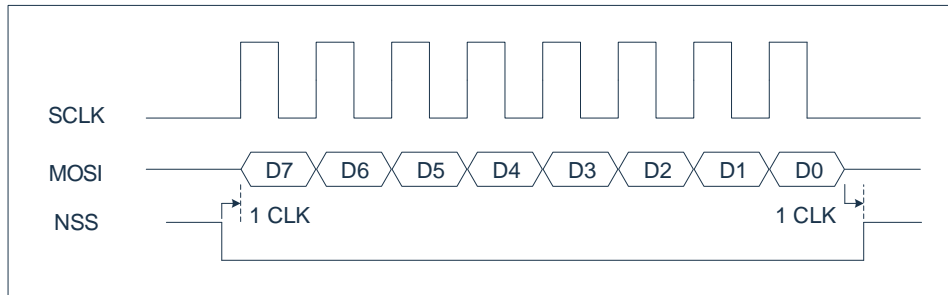 SCLK
MOSI D7 D6 D5 D4 D3 D2 D1 D0
1 CLK 1 CLK
NSS